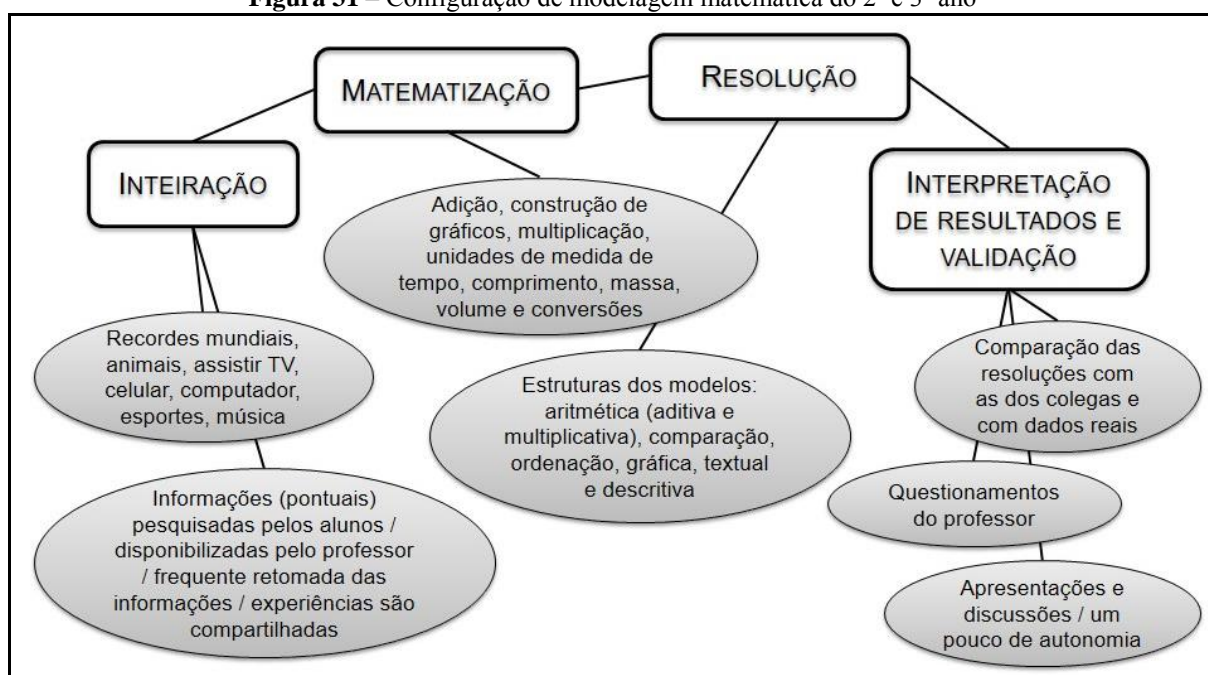 Figura 31 – Configuração de modelagem matemática do 2º e 3º ano
MATEMATIZAÇÃO
RESOLUÇÃO
INTEIRAÇÃO
INTERPRETAÇÃO
DE RESULTADOS E
VALIDAÇÃO
Adição, construção de
gráficos, multiplicação,
unidades de medida de
tempo, comprimento, massa,
volume e conversões
Recordes mundiais,
animais, assistir TV,
celular, computador,
esportes, música
Estruturas dos modelos:
aritmética (aditiva e
multiplicativa), comparação,
ordenação, gráfica, textual
e descritiva
Comparação das
resoluções com
as dos colegas e
com dados reais
Informações (pontuais)
pesquisadas pelos alunos /
disponibilizadas pelo professor
/ frequente retomada das
informações / experiências são
compartilhadas
Questionamentos
do professor
Apresentações e
discussões / um
pouco de autonomia